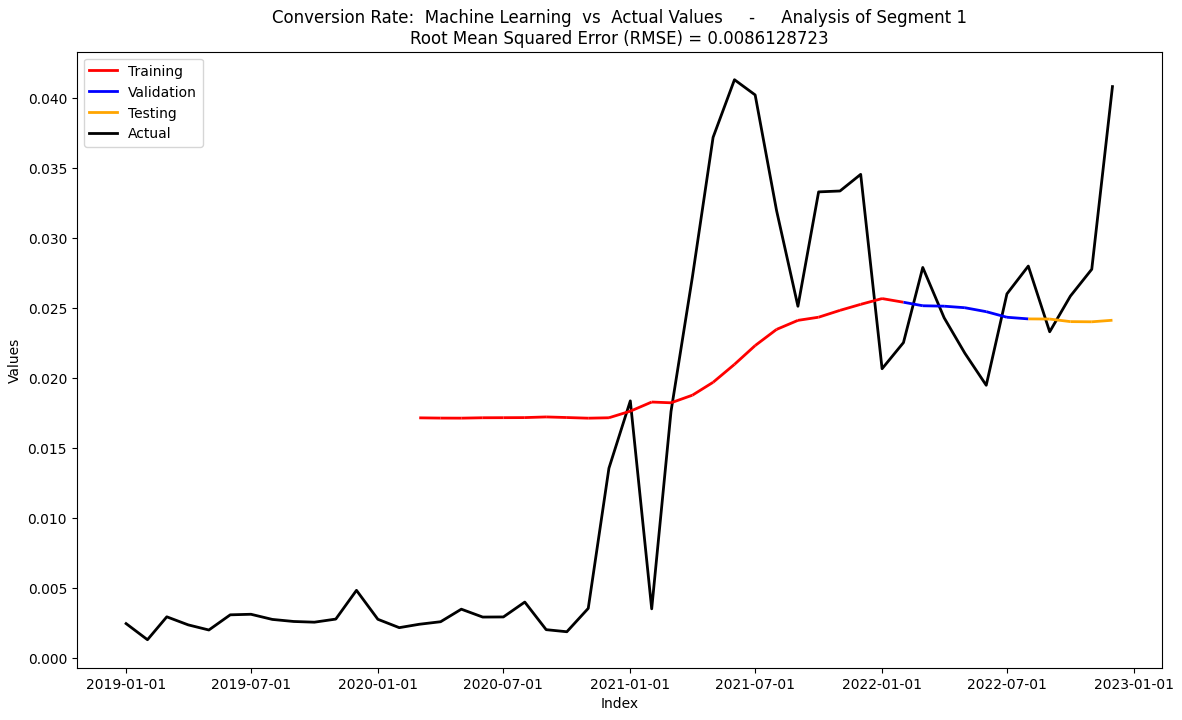 Conversion Rate:  Machine Learning  vs  Actual Values     -     Analysis of Segment 1
Root Mean Squared Error (RMSE) = 0.0086128723
Training
Validation
Testing
Actual
0.040
0.035
0.030
0.025
0.020
0.015
0.010
0.005
0.000
Values
2019-01-01 2019-07-01 2020-01-01 2020-07-01 2021-01-01 2021-07-01 2022-01-01 2022-07-01 2023-01-01
Index